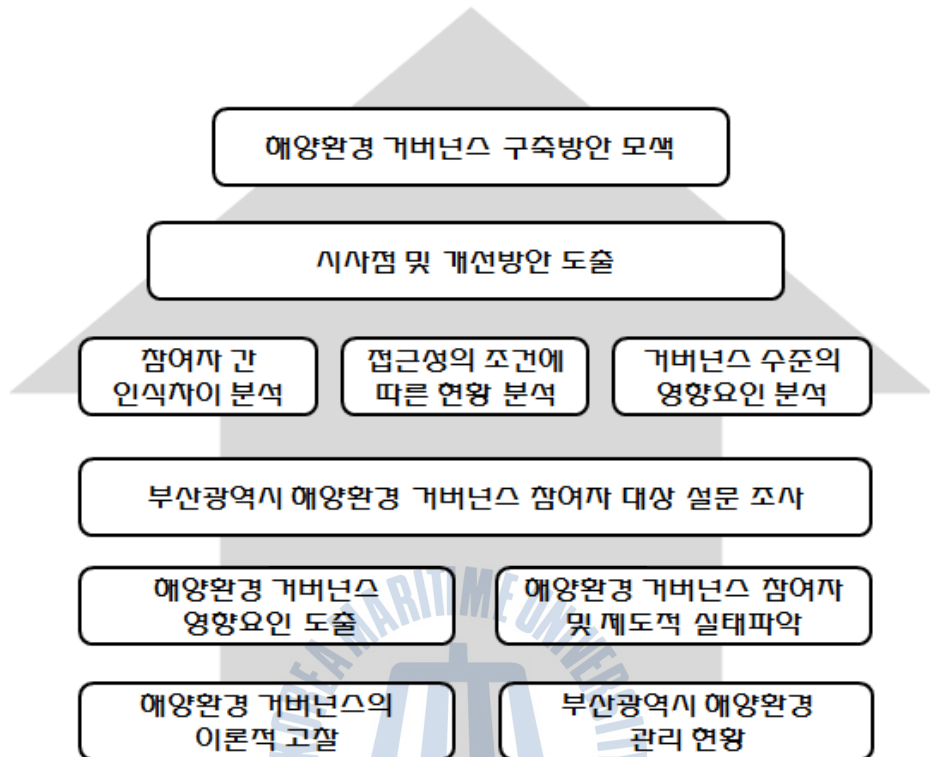 해양환경 거버넌스 구축방안 모색
시사점 및 개선방안 도출
참여자 간
인식차이 분석
접근성의 조건에
따른 현황 분석
거버넌스 수준의
영향요인 분석
부산광역시 해양환경 거버넌스 참여자 대상 설문 조사
해양환경 거버넌스
영향요인 도출
해양환경 거버넌스 참여자
및 제도적 실태파악
해양환경 거버넌스의
이론적 고찰
부산광역시 해양환경
관리 현황